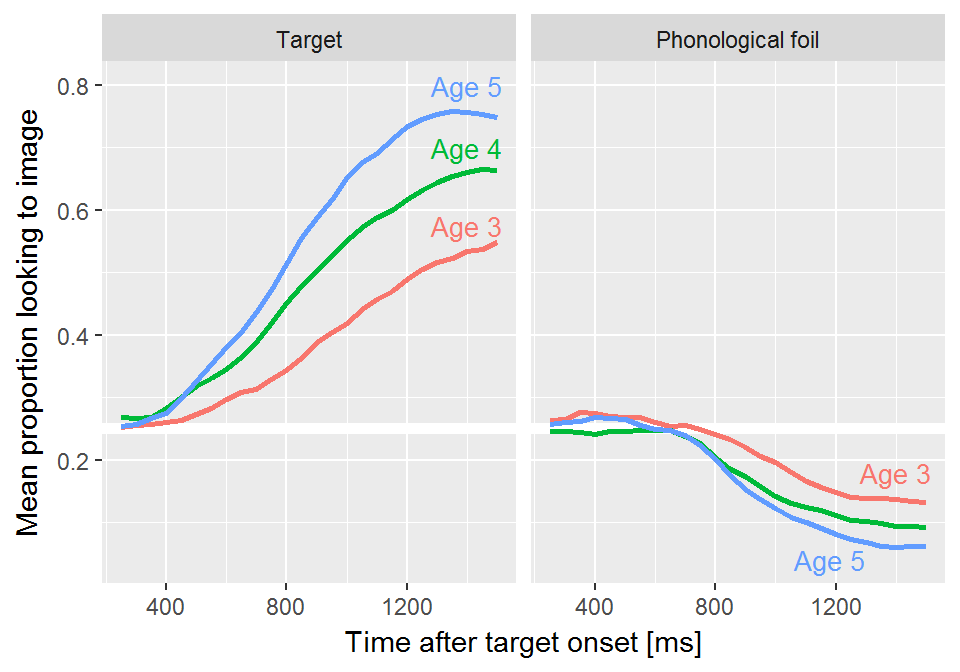 Target
Phonological foil
Mean proportion looking to image
0.8
0.6
0.4
0.2
Age 5
Age 4
Age 3
Age 3
Age 5
400 800 1200
400 800 1200
Time after target onset [ms]